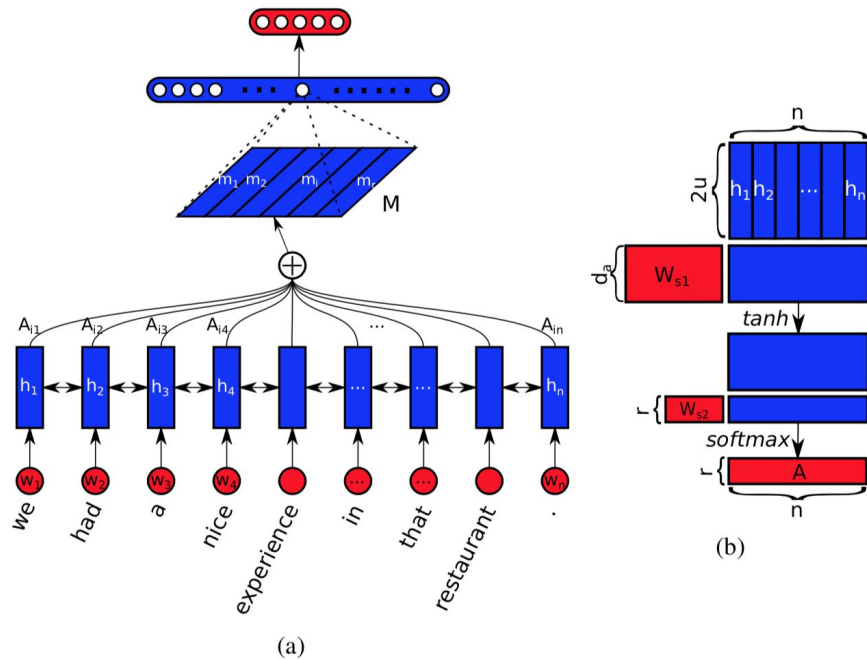 m₁ m₂ mᵢ mᵣ
M
Aᵢ₁ Aᵢ₂ Aᵢ₃ Aᵢ₄ ... Aᵢₙ
h₁ h₂ h₃ h₄ ... ... hₙ
w₁ w₂ w₃ w₄ ... ... wₙ
we had a nice experience in that restaurant .
(a)
n
2u
h₁ h₂ ... hₙ
dₐ
Wₛ₁
tanh
r
Wₛ₂
softmax
r
A
n
(b)